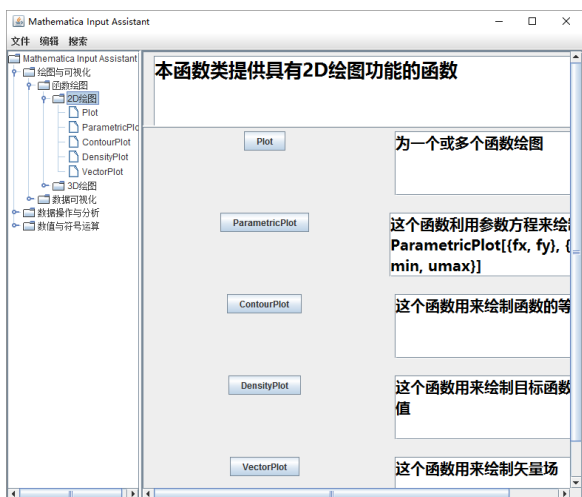 Mathematica Input Assistant
文件 编辑 搜索
Mathematica Input Assistant
绘图与可视化
函数绘图
2D绘图
Plot
ParametricPlo
ContourPlot
DensityPlot
VectorPlot
3D绘图
数据可视化
数据操作与分析
数值与符号运算
本函数类提供具有2D绘图功能的函数
Plot
为一个或多个函数绘图
ParametricPlot
这个函数利用参数方程来绘
ParametricPlot[{fx, fy}, {
min, umax}]
ContourPlot
这个函数用来绘制函数的等
DensityPlot
这个函数用来绘制目标函数
值
VectorPlot
这个函数用来绘制矢量场